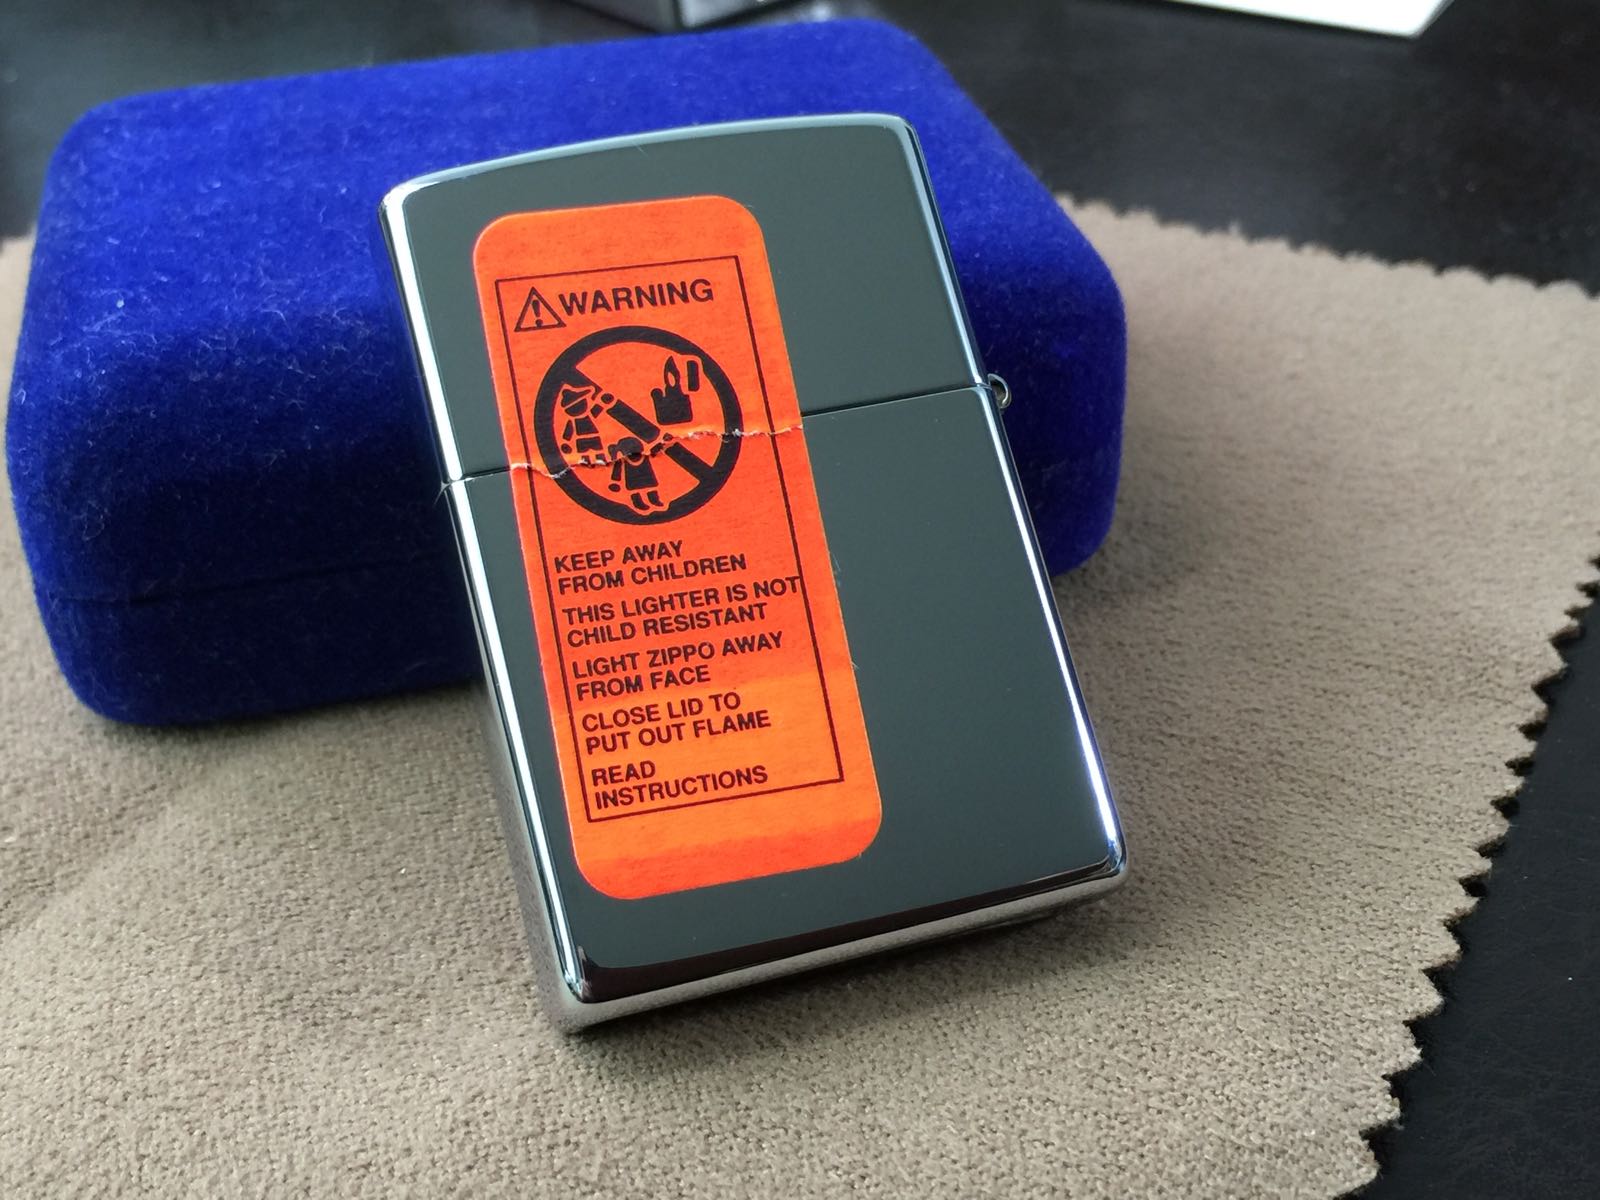 WARNING
KEEP AWAY
FROM CHILDREN
THIS LIGHTER IS NOT
CHILD RESISTANT
LIGHT ZIPPO AWAY
FROM FACE
CLOSE LID TO
PUT OUT FLAME
READ
INSTRUCTIONS